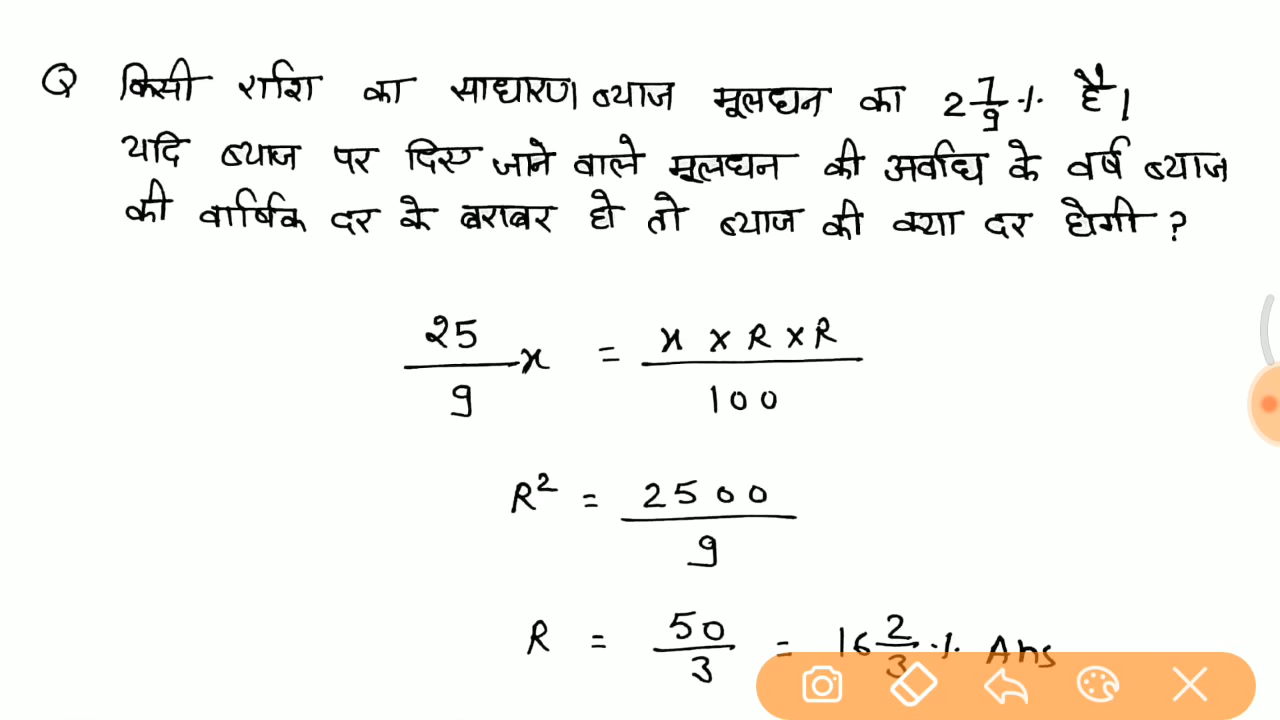 Q किसी राशि का साधारण ब्याज मूलधन का 2 7/9 % है।
यदि ब्याज पर दिए जाने वाले मूलधन की अवधि के वर्ष ब्याज
की वार्षिक दर के बराबर हो तो ब्याज की क्या दर होगी ?
25/9 x = x × R × R / 100
R² = 2500 / 9
R = 50/3 = 16 2/3 % Ans